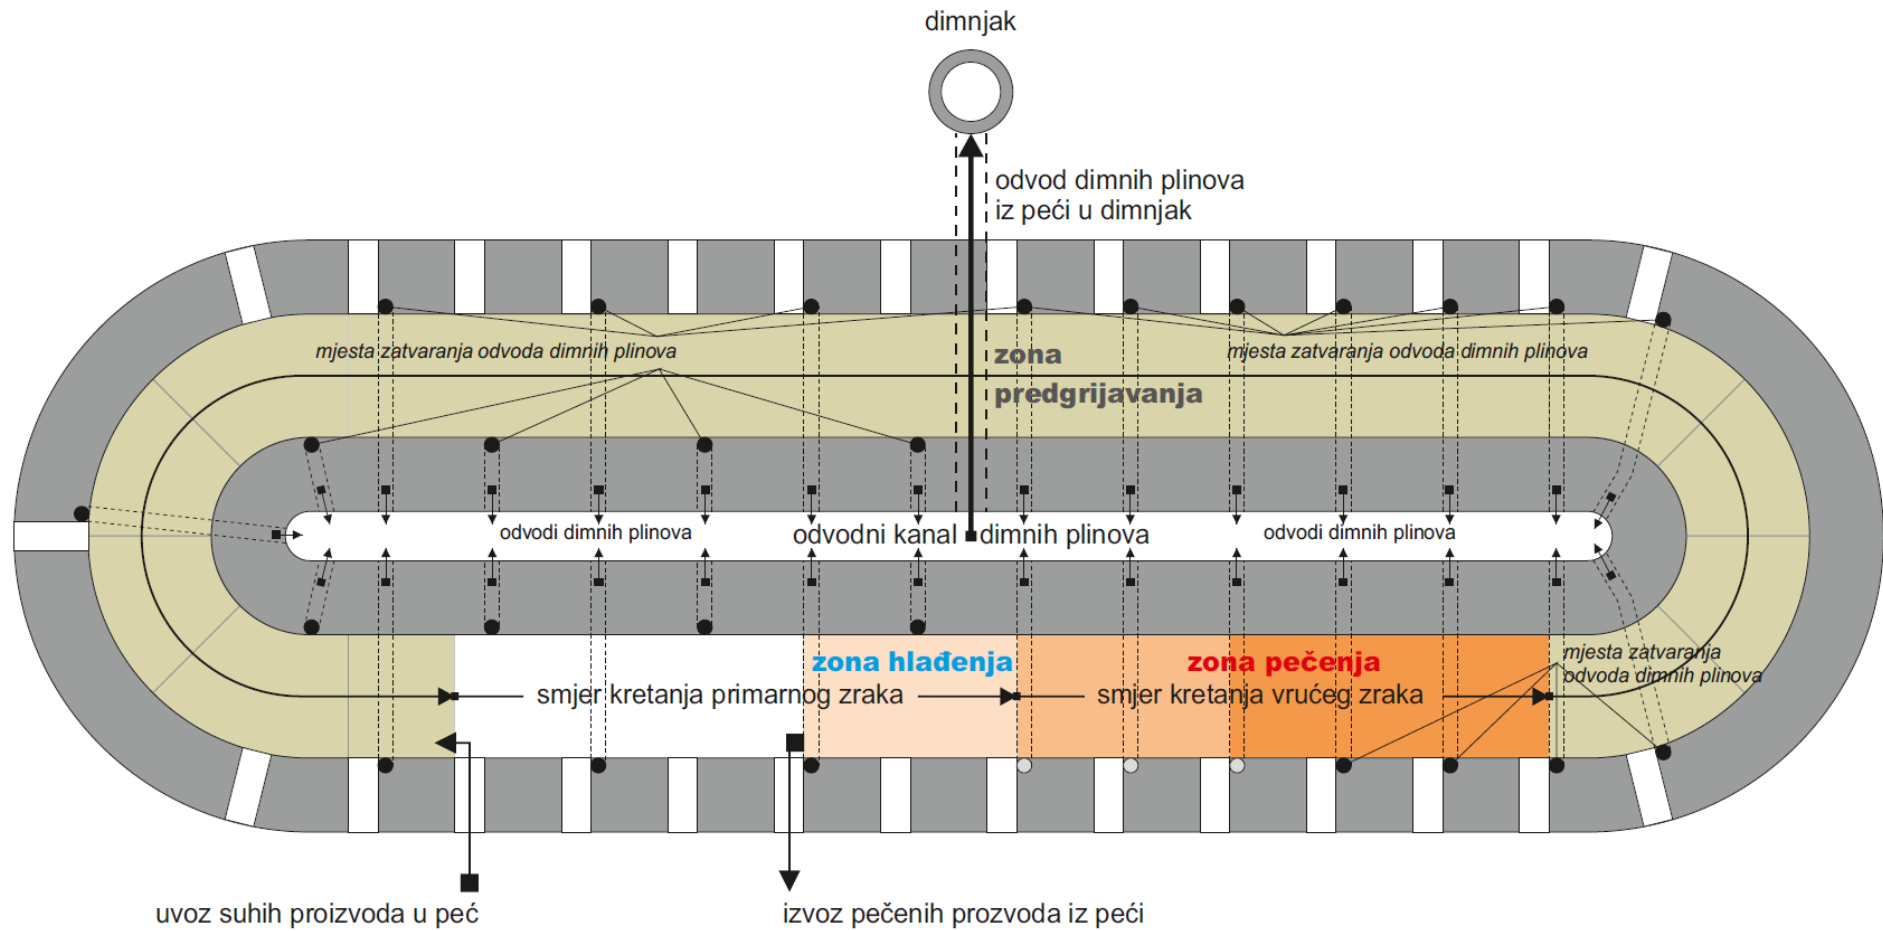 dimnjak
odvod dimnih plinova
iz peći u dimnjak
mjesta zatvaranja odvoda dimnih plinova
zona
predgrijavanja
mjesta zatvaranja odvoda dimnih plinova
odvodi dimnih plinova
odvodni kanal dimnih plinova
odvodi dimnih plinova
zona hlađenja
zona pečenja
mjesta zatvaranja
odvoda dimnih plinova
smjer kretanja primarnog zraka
smjer kretanja vrućeg zraka
uvoz suhih proizvoda u peć
izvoz pečenih prozvoda iz peći